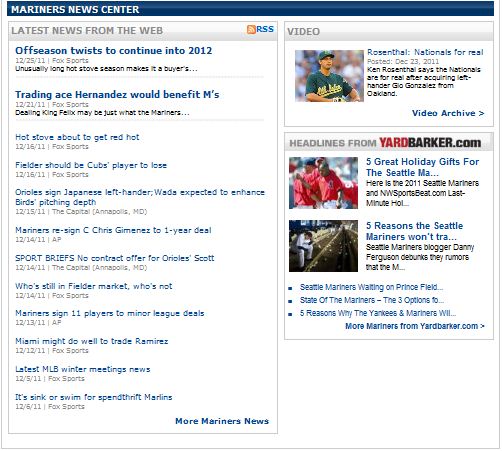 MARINERS NEWS CENTER
LATEST NEWS FROM THE WEB
RSS
Offseason twists to continue into 2012
12/25/11 | Fox Sports
Unusually long hot stove season makes it a buyer's...
Trading ace Hernandez would benefit M's
12/21/11 | Fox Sports
Dealing King Felix may be just what the Mariners...
Hot stove about to get red hot
12/16/11 | Fox Sports
Fielder should be Cubs' player to lose
12/16/11 | Fox Sports
Orioles sign Japanese left-hander;Wada expected to enhance
Birds' pitching depth
12/15/11 | The Capital (Annapolis, MD)
Mariners re-sign C Chris Gimenez to 1-year deal
12/14/11 | AP
SPORT BRIEFS No contract offer for Orioles' Scott
12/14/11 | The Capital (Annapolis, MD)
Who's still in Fielder market, who's not
12/13/11 | Fox Sports
Mariners sign 11 players to minor league deals
12/13/11 | AP
Miami might do well to trade Ramirez
12/12/11 | Fox Sports
Latest MLB winter meetings news
12/5/11 | Fox Sports
It's sink or swim for spendthrift Marlins
12/4/11 | Fox Sports
More Mariners News
VIDEO
Rosenthal: Nationals for real
Posted: Dec 23, 2011
Ken Rosenthal says the Nationals
are for real after acquiring left-
hander Gio Gonzalez from
Oakland.
Video Archive >
HEADLINES FROM YARDBARKER.com
5 Great Holiday Gifts For
The Seattle Ma...
Here is the 2011 Seattle Mariners
and NWSportsBeat.com Last-
Minute Hol...
5 Reasons the Seattle
Mariners won't tra...
Seattle Mariners blogger Danny
Ferguson debunks they rumors
that the M...
Seattle Mariners Waiting on Prince Field...
State Of The Mariners – The 3 Options fo...
5 Reasons Why The Yankees & Mariners Wil...
More Mariners from Yardbarker.com >